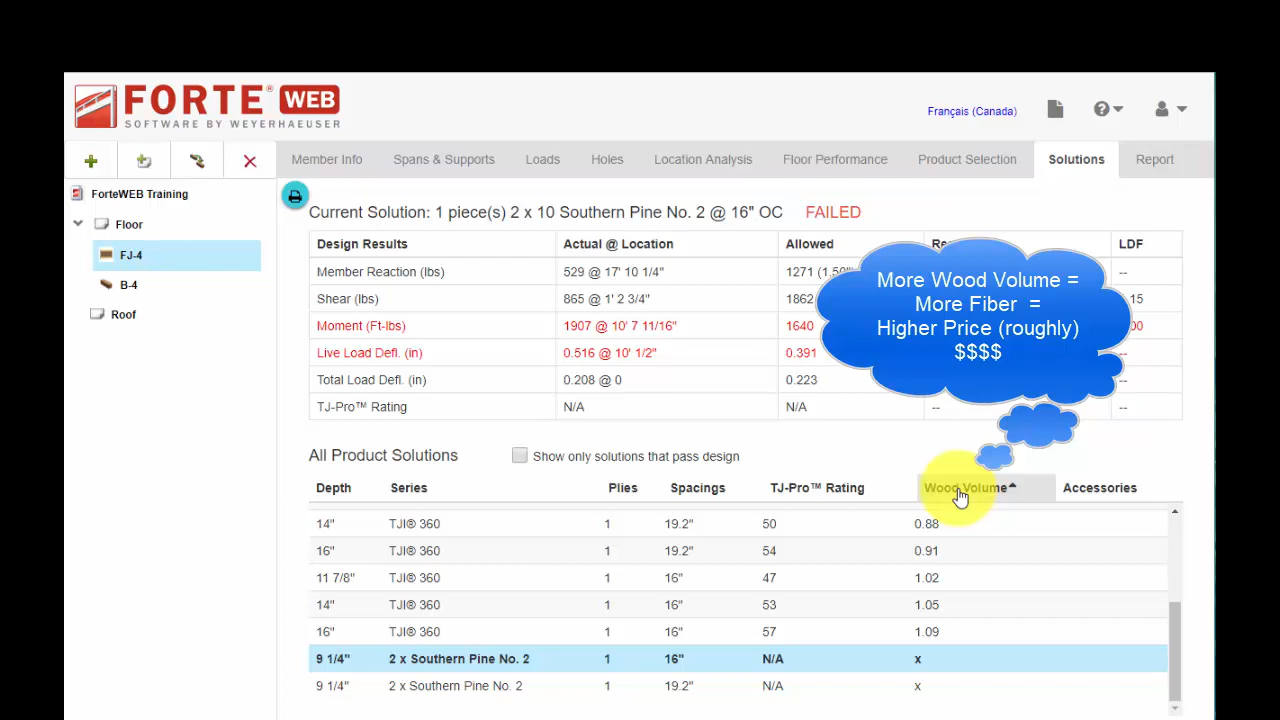 FORTE® WEB
SOFTWARE BY WEYERHAEUSER
Français (Canada)
Member Info Spans & Supports Loads Holes Location Analysis Floor Performance Product Selection Solutions Report
ForteWEB Training
Floor
FJ-4
B-4
Roof
Current Solution: 1 piece(s) 2 x 10 Southern Pine No. 2 @ 16" OC FAILED
Design Results Actual @ Location Allowed LDF
Member Reaction (lbs) 529 @ 17' 10 1/4" 1271 (1.50" --
Shear (lbs) 865 @ 1' 2 3/4" 1862 15
Moment (Ft-lbs) 1907 @ 10' 7 11/16" 1640 00
Live Load Defl. (in) 0.516 @ 10' 1/2" 0.391 --
Total Load Defl. (in) 0.208 @ 0 0.223 --
TJ-Pro™ Rating N/A N/A -- --
More Wood Volume =
More Fiber =
Higher Price (roughly)
$$$$
All Product Solutions Show only solutions that pass design
Depth Series Plies Spacings TJ-Pro™ Rating Wood Volume Accessories
14" TJI® 360 1 19.2" 50 0.88
16" TJI® 360 1 19.2" 54 0.91
11 7/8" TJI® 360 1 16" 47 1.02
14" TJI® 360 1 16" 53 1.05
16" TJI® 360 1 16" 57 1.09
9 1/4" 2 x Southern Pine No. 2 1 16" N/A x
9 1/4" 2 x Southern Pine No. 2 1 19.2" N/A x